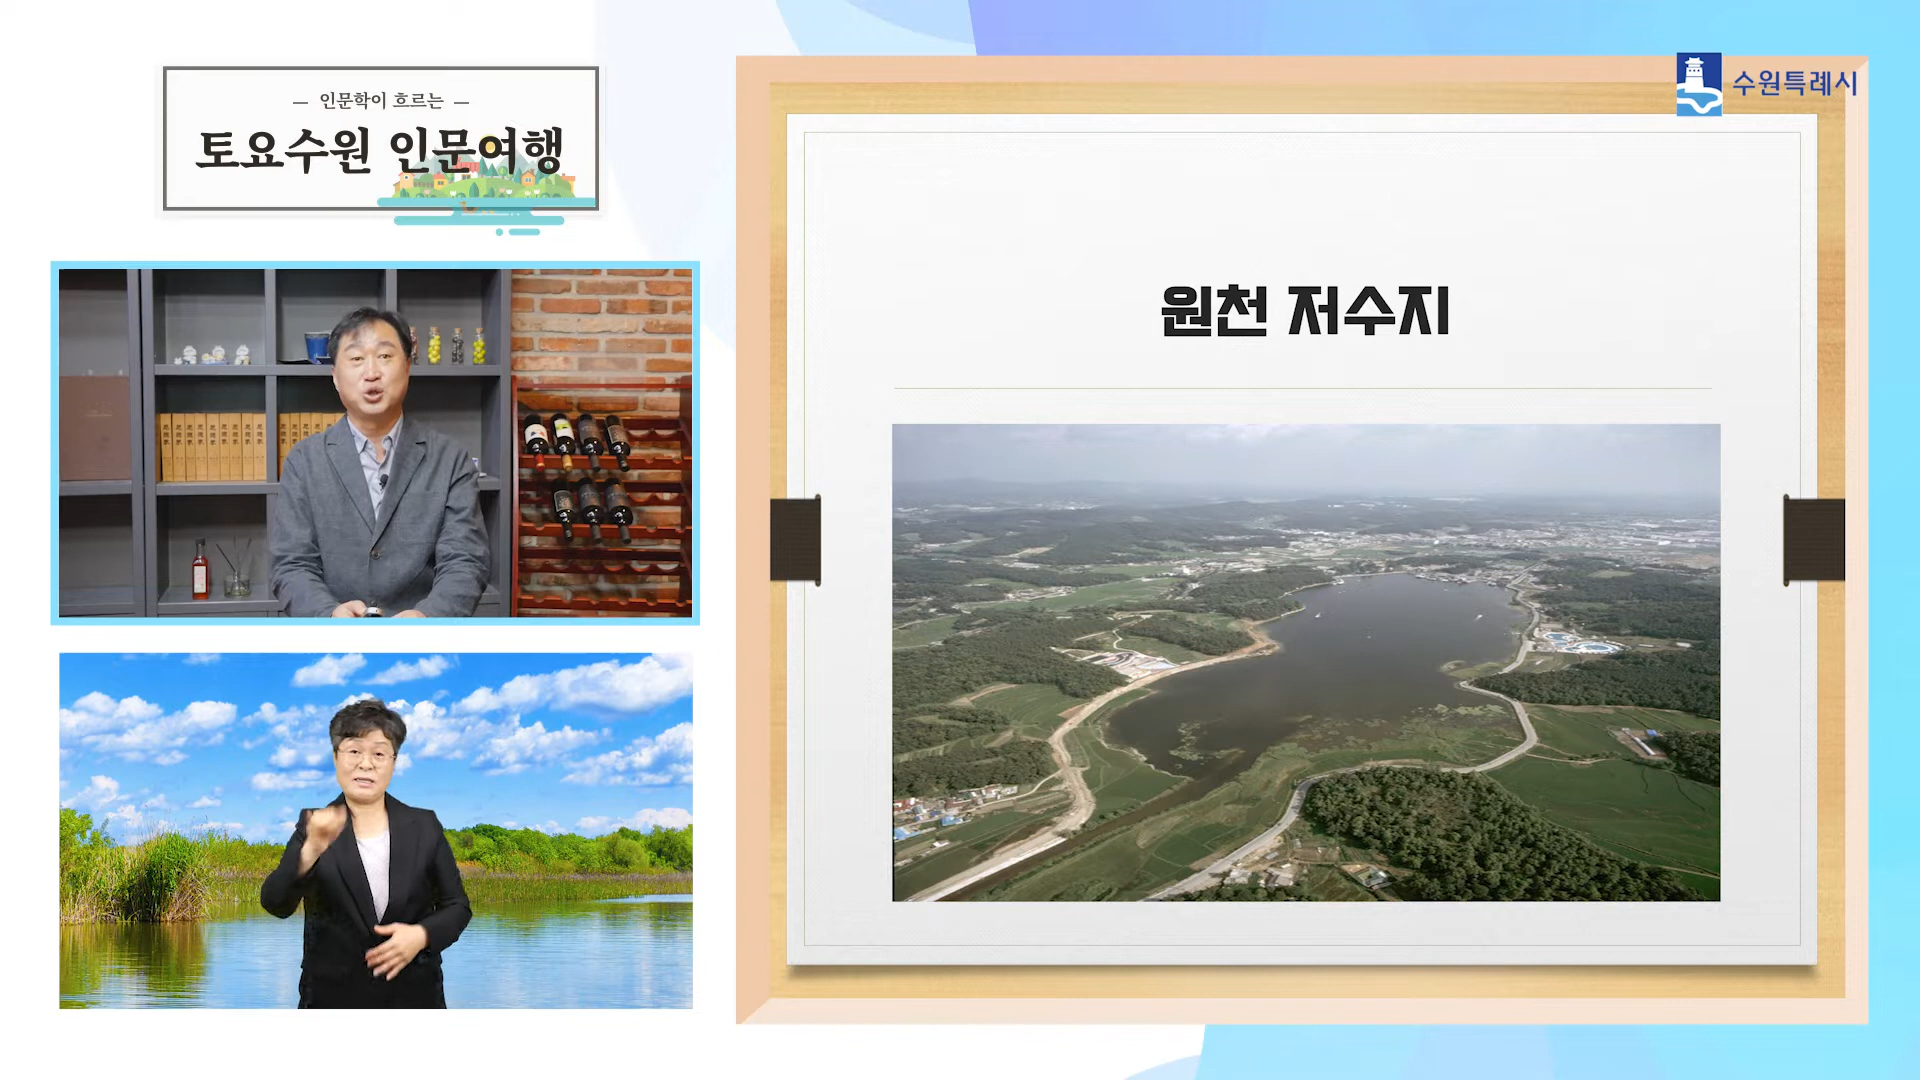 인문학이 흐르는
토요수원 인문여행
수원특례시
원천 저수지